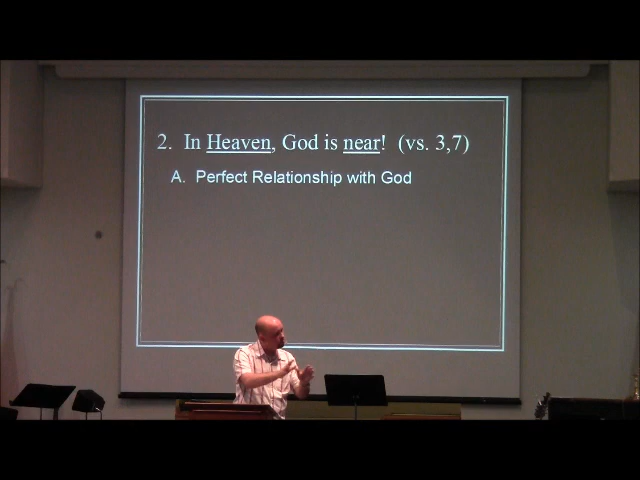 2. In Heaven, God is near! (vs. 3,7)
A. Perfect Relationship with God